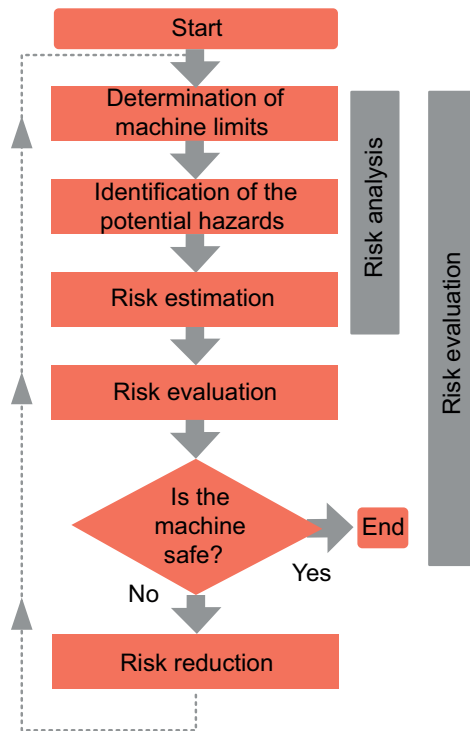 Start
Determination of
machine limits
Identification of the
potential hazards
Risk estimation
Risk evaluation
Is the
machine
safe?
End
Yes
No
Risk reduction
Risk analysis
Risk evaluation